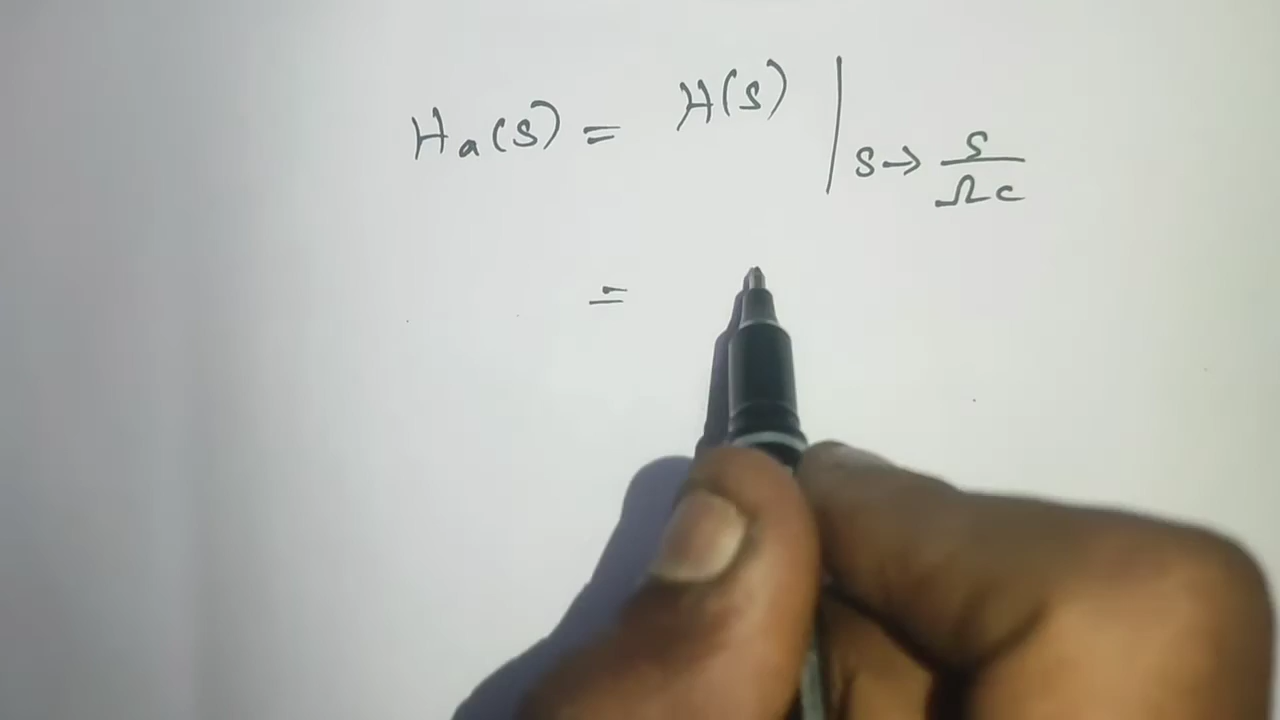 Ha(s) = H(s) | s→ s/Ωc
=